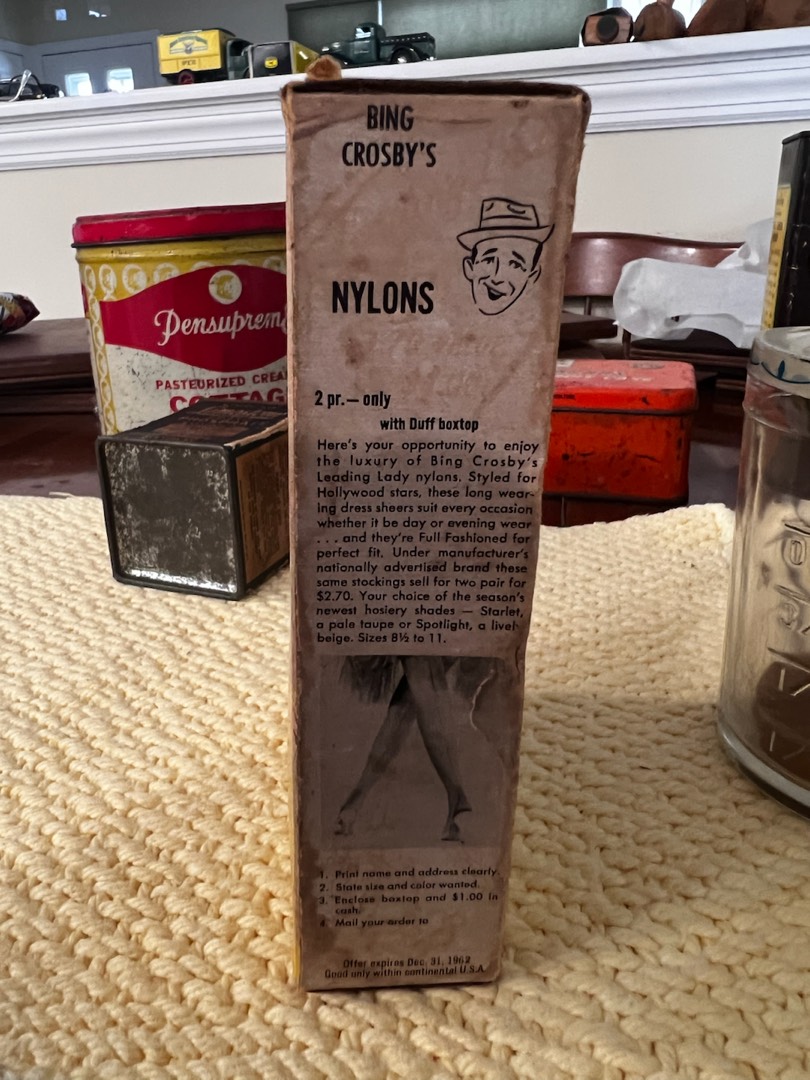 BING
CROSBY'S
NYLONS
2 pr.— only
with Duff boxtop
Here's your opportunity to enjoy
the luxury of Bing Crosby's
Leading Lady nylons. Styled for
Hollywood stars, these long wear-
ing dress sheers suit every occasion
whether it be day or evening wear
. . . and they're Full Fashioned for
perfect fit. Under manufacturer's
nationally advertised brand these
same stockings sell for two pair for
$2.70. Your choice of the season's
newest hosiery shades — Starlet,
a pale taupe or Spotlight, a livel
beige. Sizes 8½ to 11.
1. Print name and address clearly.
2. State size and color wanted.
3. Enclose boxtop and $1.00 in
cash.
4. Mail your order to
Offer expires Dec. 31, 1962
Good only within continental U.S.A.
Pensuprem
PASTEURIZED CREA
COTTAG